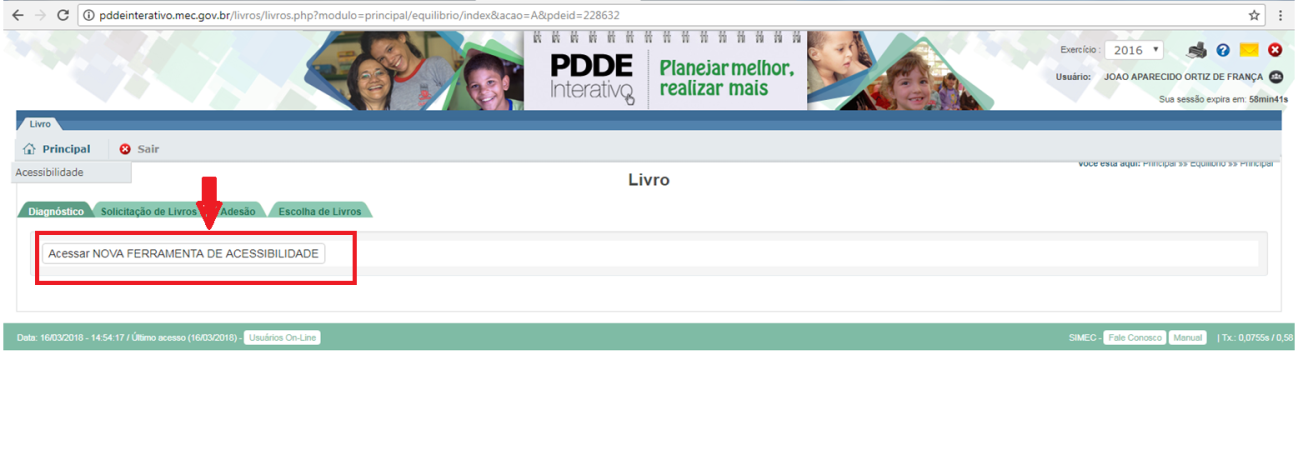 pddeinterativo.mec.gov.br/livros/livros.php?modulo=principal/equilibrio/index&acao=A&pdeid=228632
PDDE
Interativo
Planejar melhor,
realizar mais
Exercício : 2016
Usuário: JOAO APARECIDO ORTIZ DE FRANÇA
Sua sessão expira em: 58min41s
Livro
Principal Sair
Acessibilidade
Você está aqui: Principal >> Equilibrio >> Principal
Livro
Diagnóstico Solicitação de Livros Adesão Escolha de Livros
Acessar NOVA FERRAMENTA DE ACESSIBILIDADE
Data: 16/03/2018 - 14:54:17 / Último acesso (16/03/2018) - Usuários On-Line
SIMEC - Fale Conosco Manual | Tx.: 0,0755s / 0,58